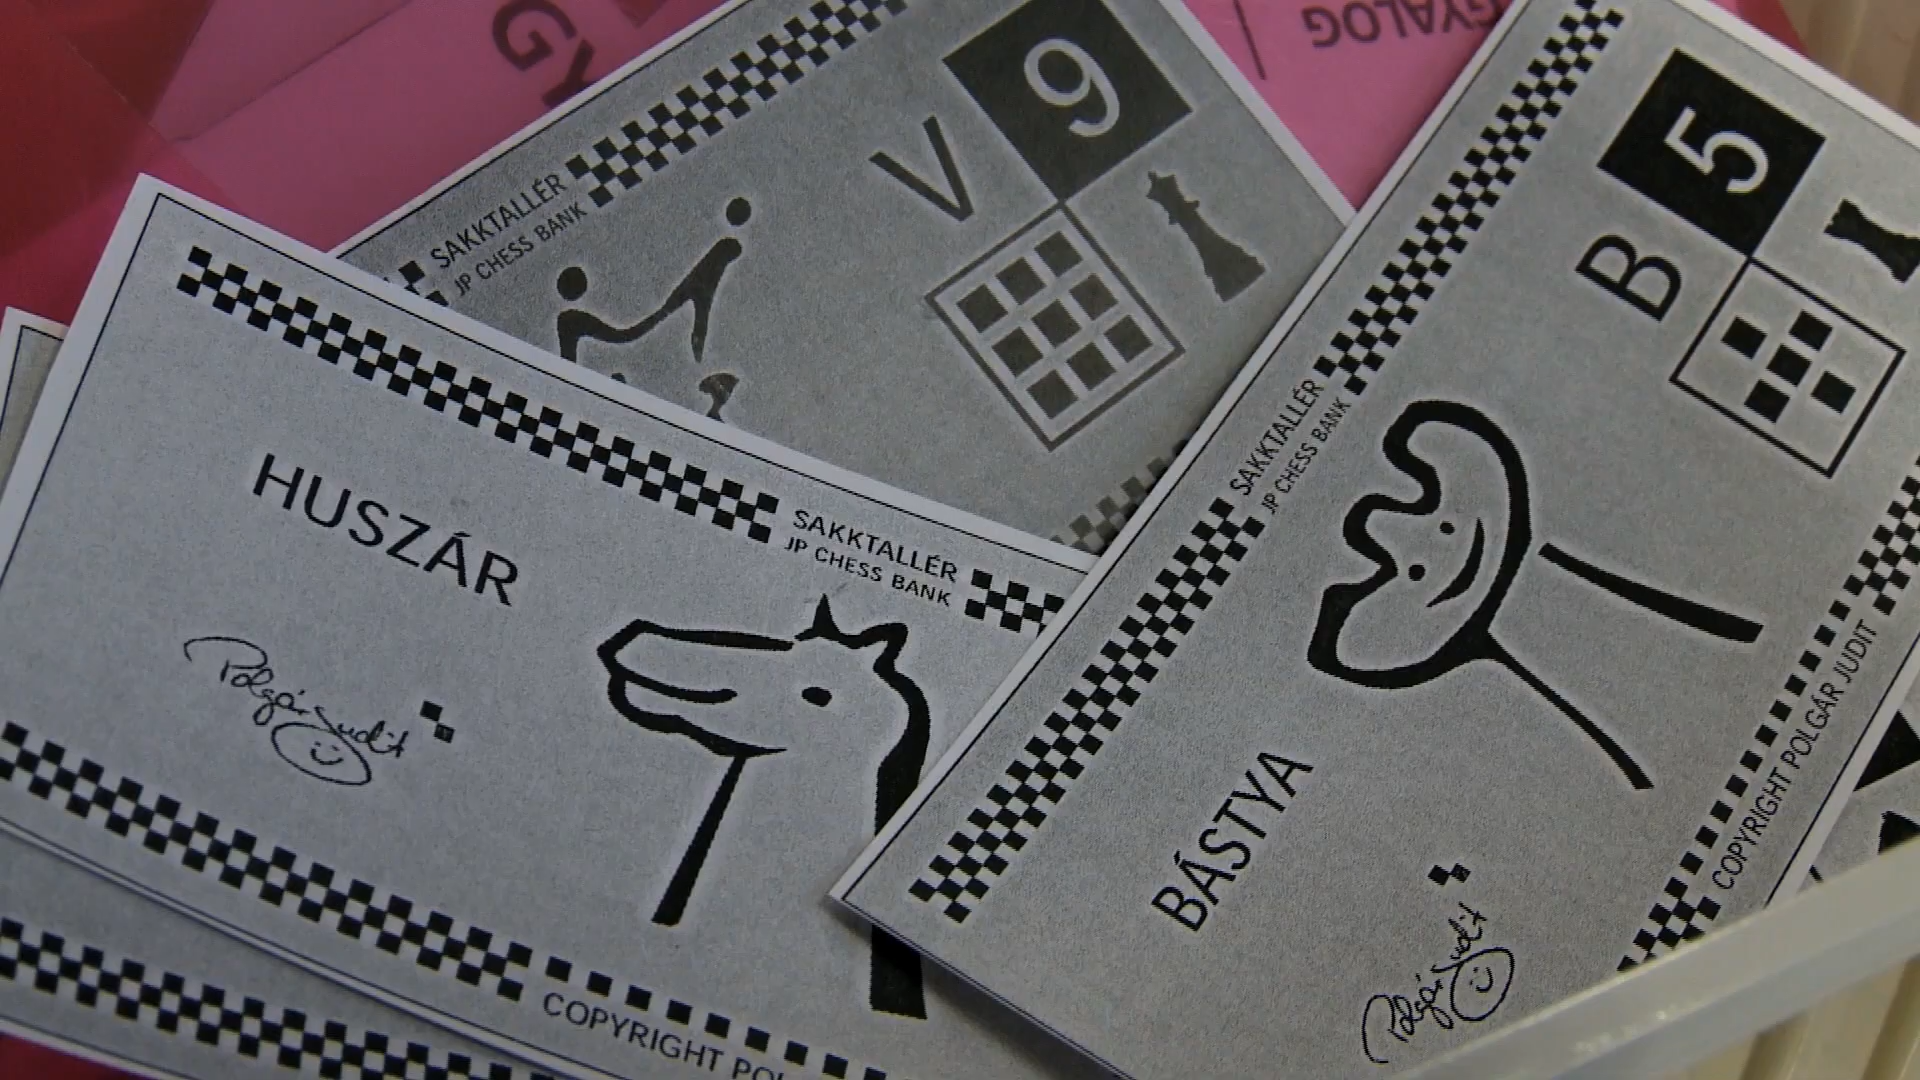 GY
GYALOG
SAKKTALLÉR
JP CHESS BANK
V
9
SAKKTALLÉR
JP CHESS BANK
B
5
BÁSTYA
Polgár Judit
COPYRIGHT POLGÁR JUDIT
SAKKTALLÉR
JP CHESS BANK
HUSZÁR
Polgár Judit
COPYRIGHT POL